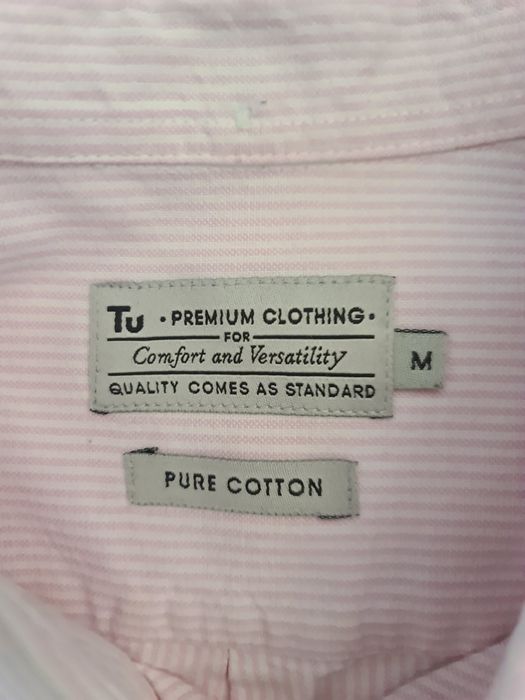 Tu • PREMIUM CLOTHING •
FOR
Comfort and Versatility
QUALITY COMES AS STANDARD
M
PURE COTTON